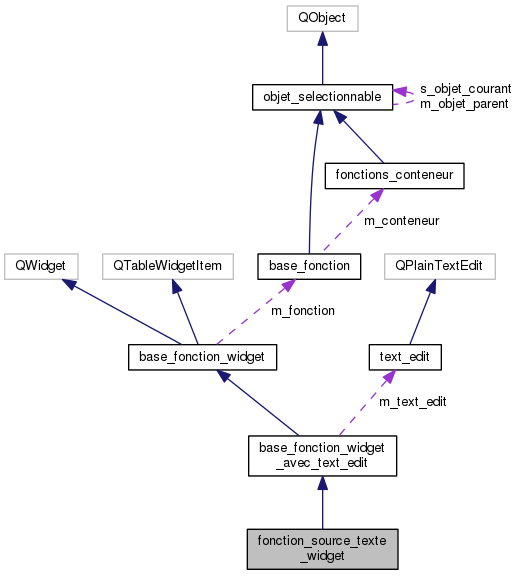 QObject
objet_selectionnable
s_objet_courant
m_objet_parent
fonctions_conteneur
m_conteneur
QWidget
QTableWidgetItem
base_fonction
QPlainTextEdit
m_fonction
base_fonction_widget
text_edit
m_text_edit
base_fonction_widget
_avec_text_edit
fonction_source_texte
_widget